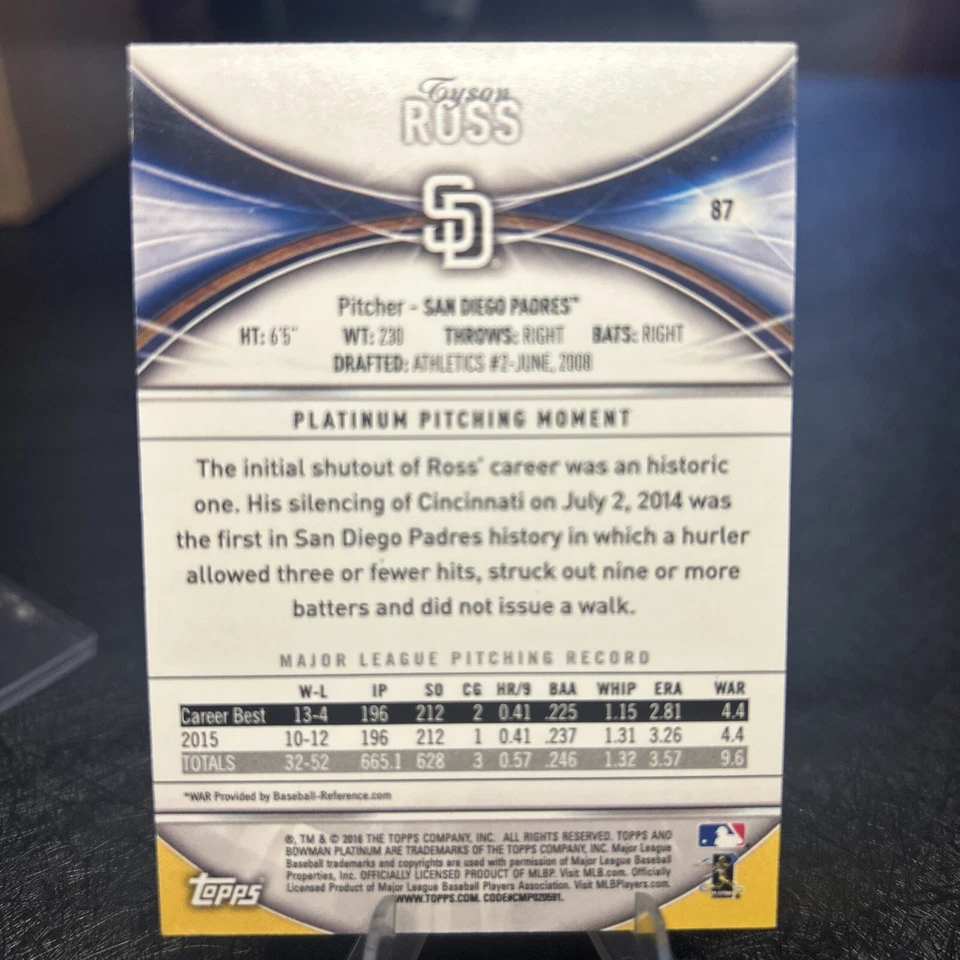 Tyson
ROSS
SD
87
Pitcher - SAN DIEGO PADRES™
HT: 6'5" WT: 230 THROWS: RIGHT BATS: RIGHT
DRAFTED: ATHLETICS #2-JUNE, 2008
PLATINUM PITCHING MOMENT
The initial shutout of Ross' career was an historic
one. His silencing of Cincinnati on July 2, 2014 was
the first in San Diego Padres history in which a hurler
allowed three or fewer hits, struck out nine or more
batters and did not issue a walk.
MAJOR LEAGUE PITCHING RECORD
W-L IP SO CG HR/9 BAA WHIP ERA WAR
Career Best 13-4 196 212 2 0.41 .225 1.15 2.81 4.4
2015 10-12 196 212 1 0.41 .237 1.31 3.26 4.4
TOTALS 32-52 665.1 628 3 0.57 .246 1.32 3.57 9.6
*WAR Provided by Baseball-Reference.com
®, TM & © 2016 THE TOPPS COMPANY, INC. ALL RIGHTS RESERVED. TOPPS AND
BOWMAN PLATINUM ARE TRADEMARKS OF THE TOPPS COMPANY, INC. Major League
Baseball trademarks and copyrights are used with permission of Major League Baseball
Properties, Inc. OFFICIALLY LICENSED PRODUCT OF MLBP. Visit MLB.com. Officially
Licensed Product of Major League Baseball Players Association. Visit MLBPlayers.com.
WWW.TOPPS.COM. CODE#CMP029581.
TOPPS